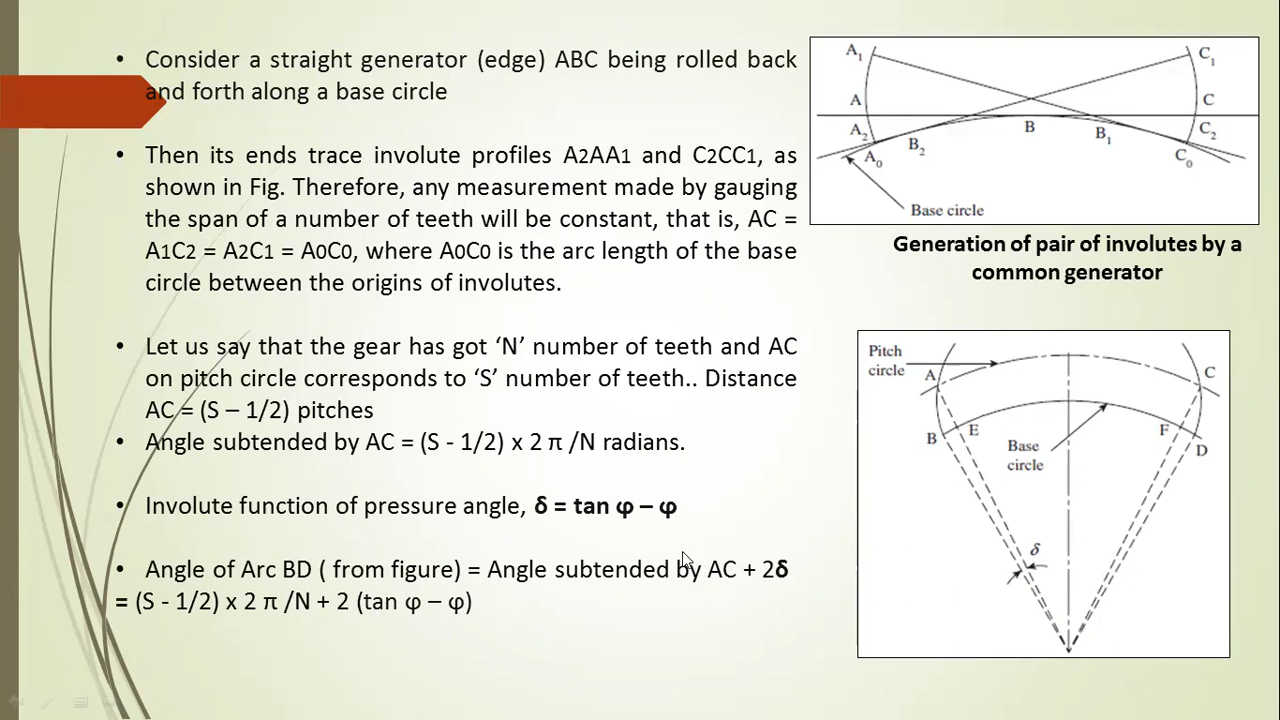 • Consider a straight generator (edge) ABC being rolled back
and forth along a base circle
• Then its ends trace involute profiles A2AA1 and C2CC1, as
shown in Fig. Therefore, any measurement made by gauging
the span of a number of teeth will be constant, that is, AC =
A1C2 = A2C1 = A0C0, where A0C0 is the arc length of the base
circle between the origins of involutes.
• Let us say that the gear has got ‘N’ number of teeth and AC
on pitch circle corresponds to ‘S’ number of teeth.. Distance
AC = (S – 1/2) pitches
• Angle subtended by AC = (S - 1/2) x 2 π /N radians.
• Involute function of pressure angle, δ = tan φ – φ
• Angle of Arc BD ( from figure) = Angle subtended by AC + 2δ
= (S - 1/2) x 2 π /N + 2 (tan φ – φ)
A₁ C₁
A C
A₂ B B₁ C₂
A₀ B₂ C₀
Base circle
Generation of pair of involutes by a
common generator
Pitch
circle
A C
B E F D
Base
circle
δ